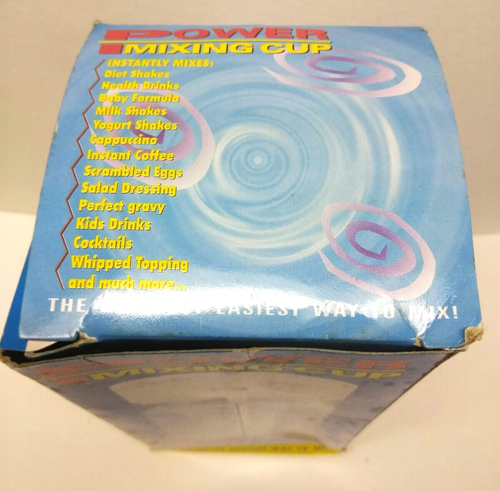 POWER
MIXING CUP
INSTANTLY MIXES:
Diet Shakes
Health Drinks
Baby Formula
Milk Shakes
Yogurt Shakes
Cappuccino
Instant Coffee
Scrambled Eggs
Salad Dressing
Perfect gravy
Kids Drinks
Cocktails
Whipped Topping
and much more...
THE EASIEST WAY TO MIX!
POWER
MIXING CUP